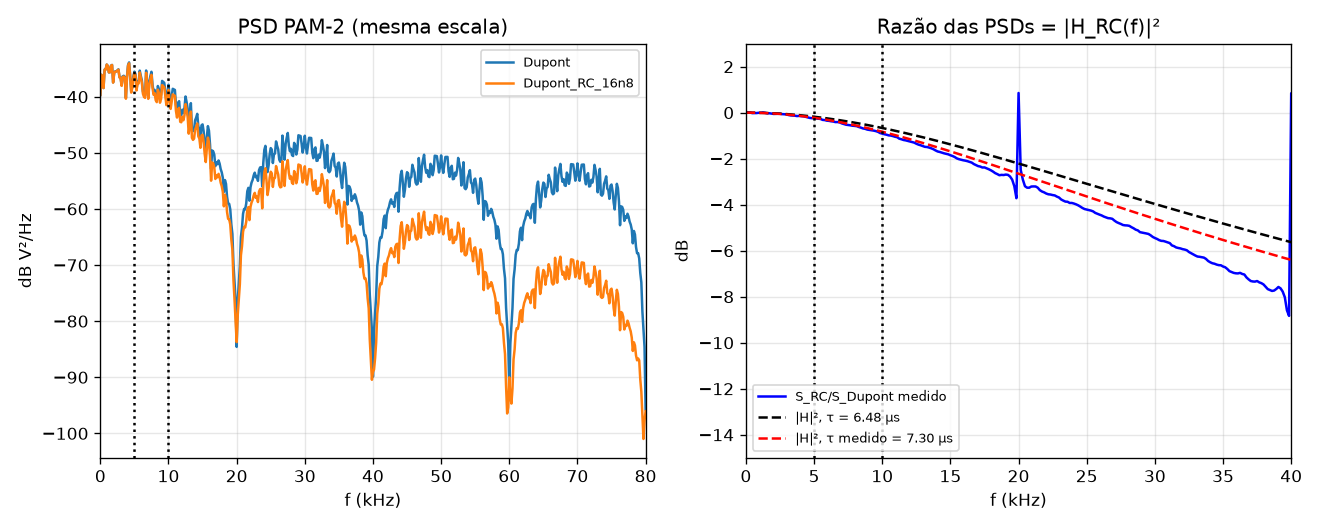 PSD PAM-2 (mesma escala)
dB V²/Hz
−40
−50
−60
−70
−80
−90
−100
Dupont
Dupont_RC_16n8
0 10 20 30 40 50 60 70 80
f (kHz)
Razão das PSDs = |H_RC(f)|²
dB
2
0
−2
−4
−6
−8
−10
−12
−14
S_RC/S_Dupont medido
|H|², τ = 6.48 μs
|H|², τ medido = 7.30 μs
0 5 10 15 20 25 30 35 40
f (kHz)